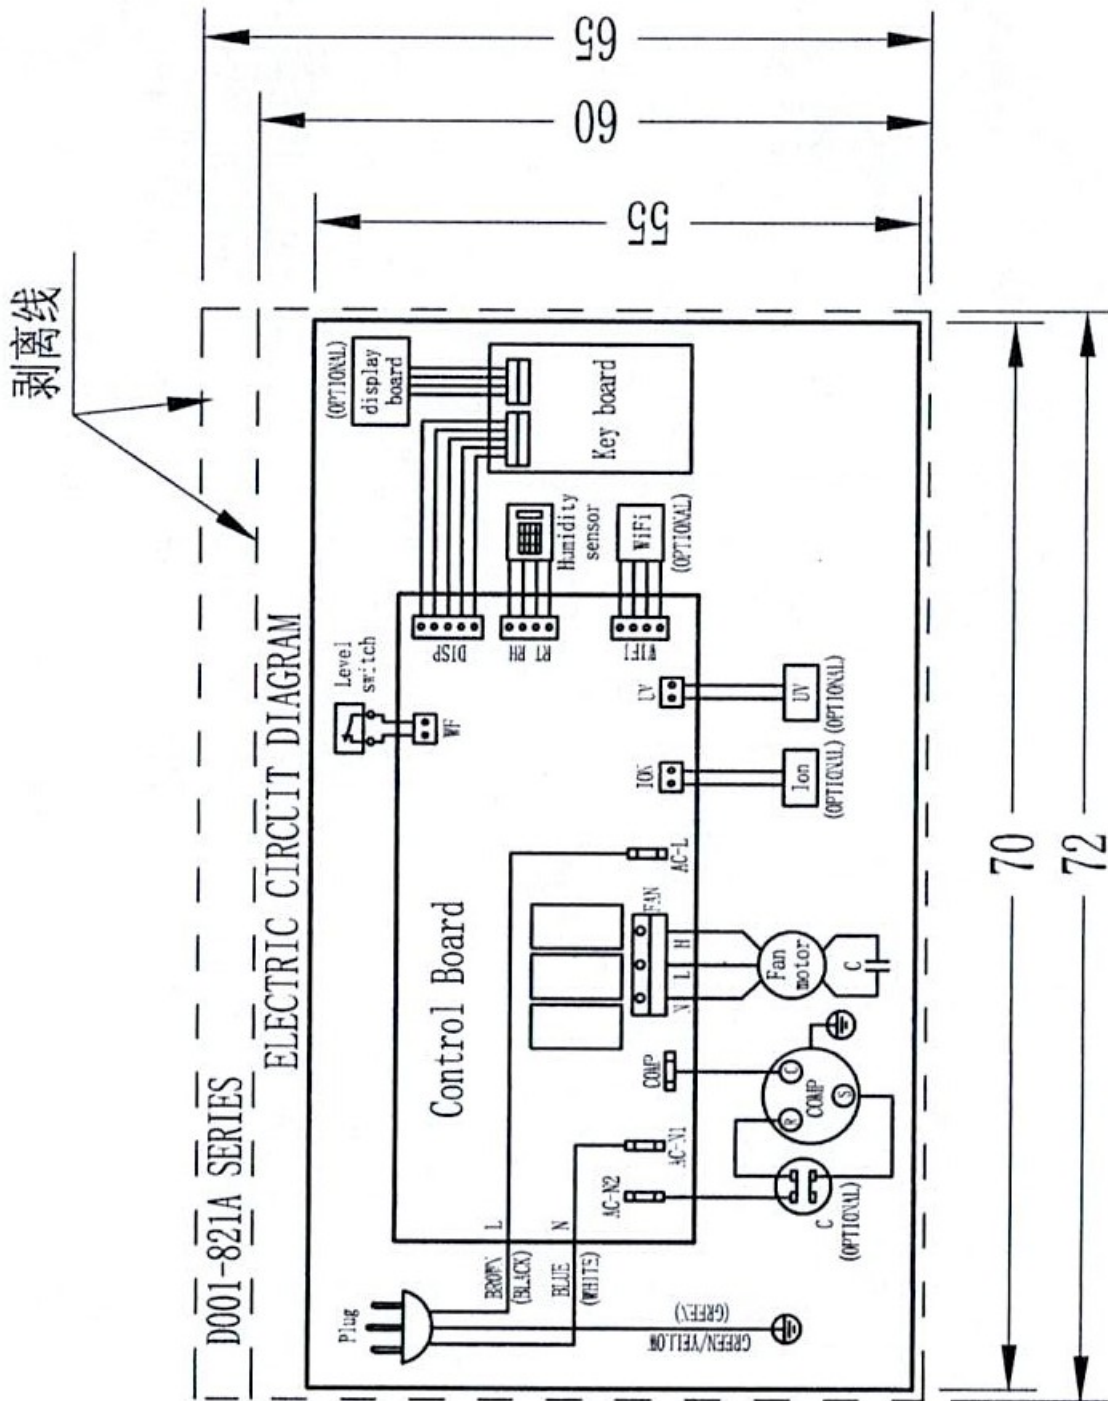 剥离线
65
60
55
D001-821A SERIES
ELECTRIC CIRCUIT DIAGRAM
Plug
BROWN
(BLACK)
L
BLUE
(WHITE)
N
GREEN/YELLOW
(GREEN)
Control Board
Level
switch
WF
DISP
RT RH
WIFI
(OPTIONAL)
display
board
Key board
Humidity
sensor
WiFi
(OPTIONAL)
UV
ION
UV
(OPTIONAL)
Ion
(OPTIONAL)
AC-L
FAN
N
L
H
Fan
motor
C
COMP
AC-N1
AC-N2
COMP
C
R
S
C
(OPTIONAL)
70
72